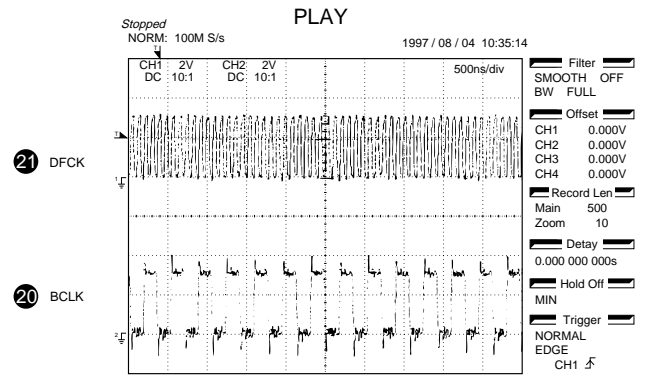 PLAY
Stopped
NORM: 100M S/s
1997 / 08 / 04 10:35:14
CH1 2V CH2 2V
DC 10:1 DC 10:1
500ns/div
T
T
21 DFCK
1
20 BCLK
2
Filter
SMOOTH OFF
BW FULL
Offset
CH1 0.000V
CH2 0.000V
CH3 0.000V
CH4 0.000V
Record Len
Main 500
Zoom 10
Detay
0.000 000 000s
Hold Off
MIN
Trigger
NORMAL
EDGE
CH1